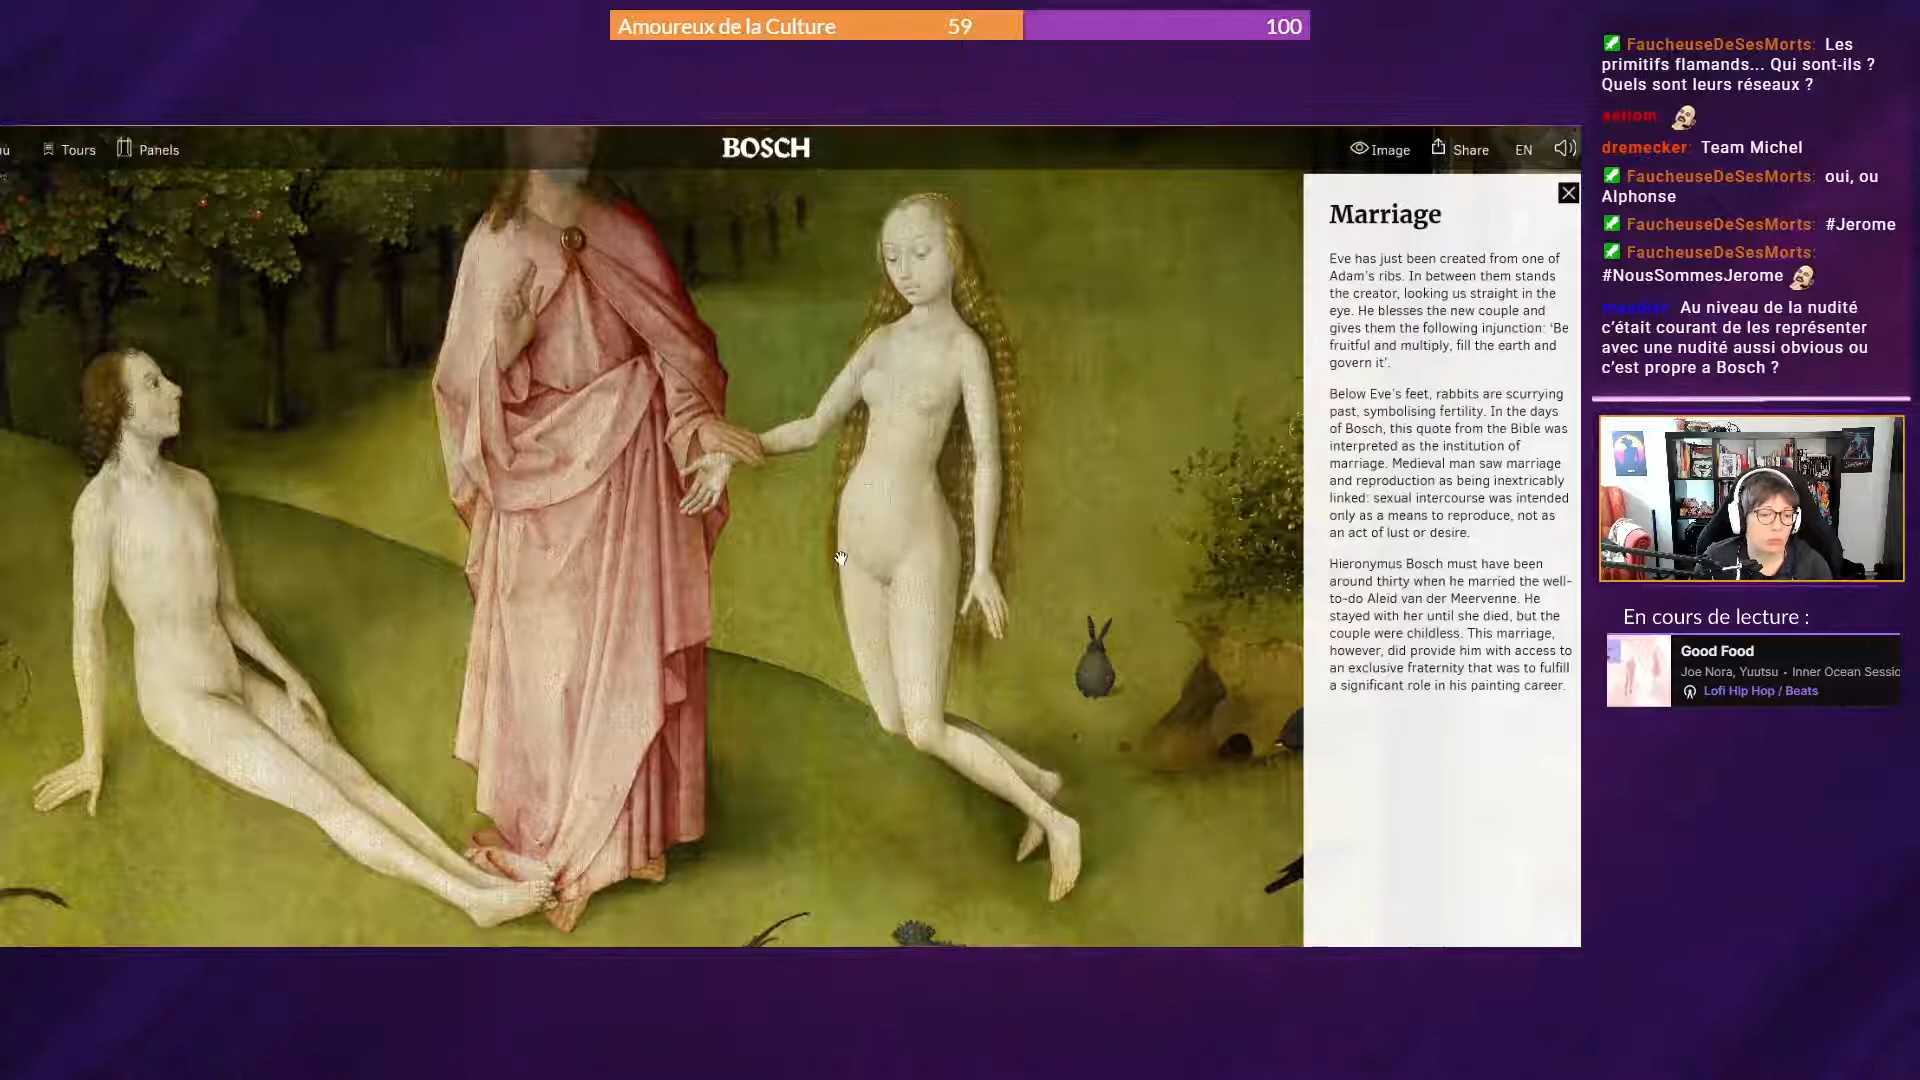 Amoureux de la Culture 59 100
Tours Panels
BOSCH
Image Share EN
Marriage
Eve has just been created from one of
Adam's ribs. In between them stands
the creator, looking us straight in the
eye. He blesses the new couple and
gives them the following injunction: 'Be
fruitful and multiply, fill the earth and
govern it'.
Below Eve's feet, rabbits are scurrying
past, symbolising fertility. In the days
of Bosch, this quote from the Bible was
interpreted as the institution of
marriage. Medieval man saw marriage
and reproduction as being inextricably
linked: sexual intercourse was intended
only as a means to reproduce, not as
an act of lust or desire.
Hieronymus Bosch must have been
around thirty when he married the well-
to-do Aleid van der Meervenne. He
stayed with her until she died, but the
couple were childless. This marriage,
however, did provide him with access to
an exclusive fraternity that was to fulfill
a significant role in his painting career.
FaucheuseDeSesMorts: Les
primitifs flamands... Qui sont-ils ?
Quels sont leurs réseaux ?
dremecker: Team Michel
FaucheuseDeSesMorts: oui, ou
Alphonse
FaucheuseDeSesMorts: #Jerome
FaucheuseDeSesMorts:
#NousSommesJerome
Au niveau de la nudité
c'était courant de les représenter
avec une nudité aussi obvious ou
c'est propre a Bosch ?
En cours de lecture :
Good Food
Joe Nora, Yuutsu • Inner Ocean Sessio
Lofi Hip Hop / Beats